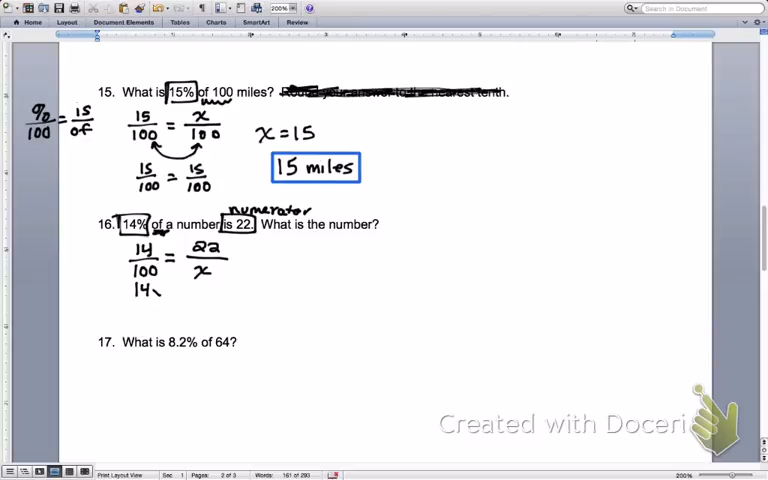 200%
Search in Document
Home Layout Document Elements Tables Charts SmartArt Review
15. What is 15% of 100 miles?
%/100 = is/of
15/100 = x/100
x = 15
15/100 = 15/100
15 miles
numerator
16. 14% of a number is 22. What is the number?
14/100 = 22/x
14x
17. What is 8.2% of 64?
Created with Doceri
Print Layout View Sec 1 Pages: 2 of 3 Words: 161 of 293 200%